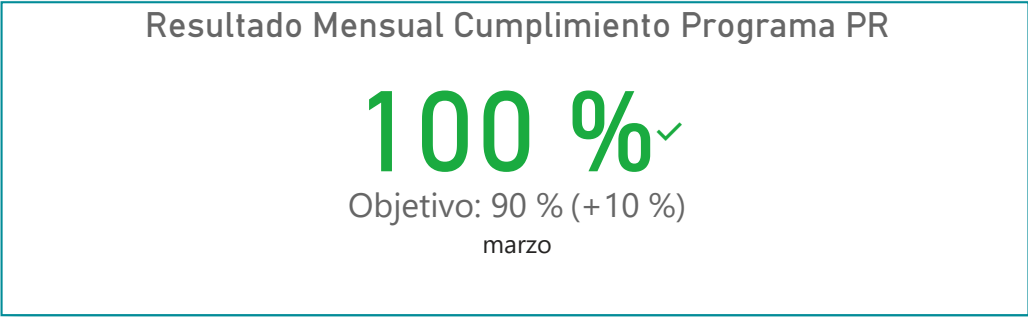 Resultado Mensual Cumplimiento Programa PR
100 %
Objetivo: 90 % (+10 %)
marzo